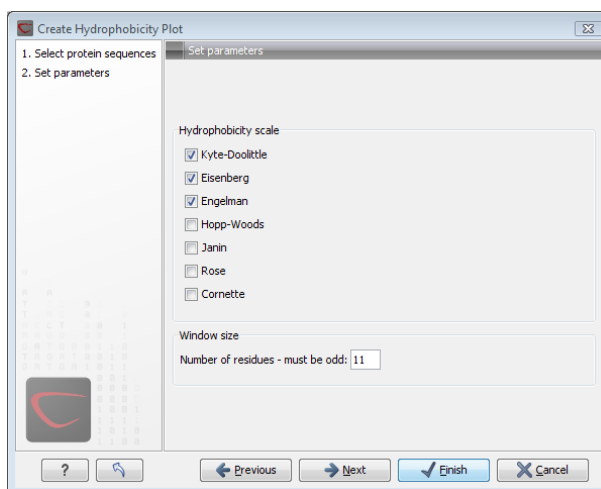 Create Hydrophobicity Plot
1. Select protein sequences
2. Set parameters
Set parameters
Hydrophobicity scale
Kyte-Doolittle
Eisenberg
Engelman
Hopp-Woods
Janin
Rose
Cornette
Window size
Number of residues - must be odd: 11
? Previous Next Finish Cancel